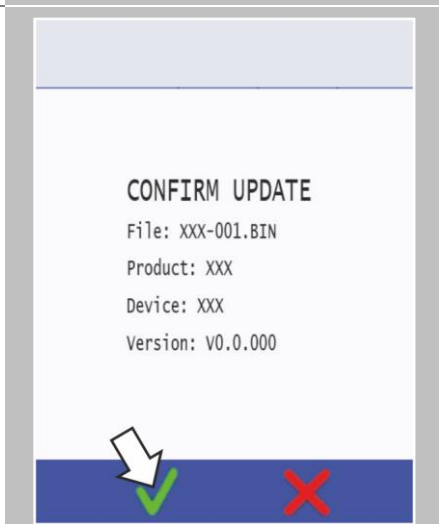 CONFIRM UPDATE
File: XXX-001.BIN
Product: XXX
Device: XXX
Version: V0.0.000